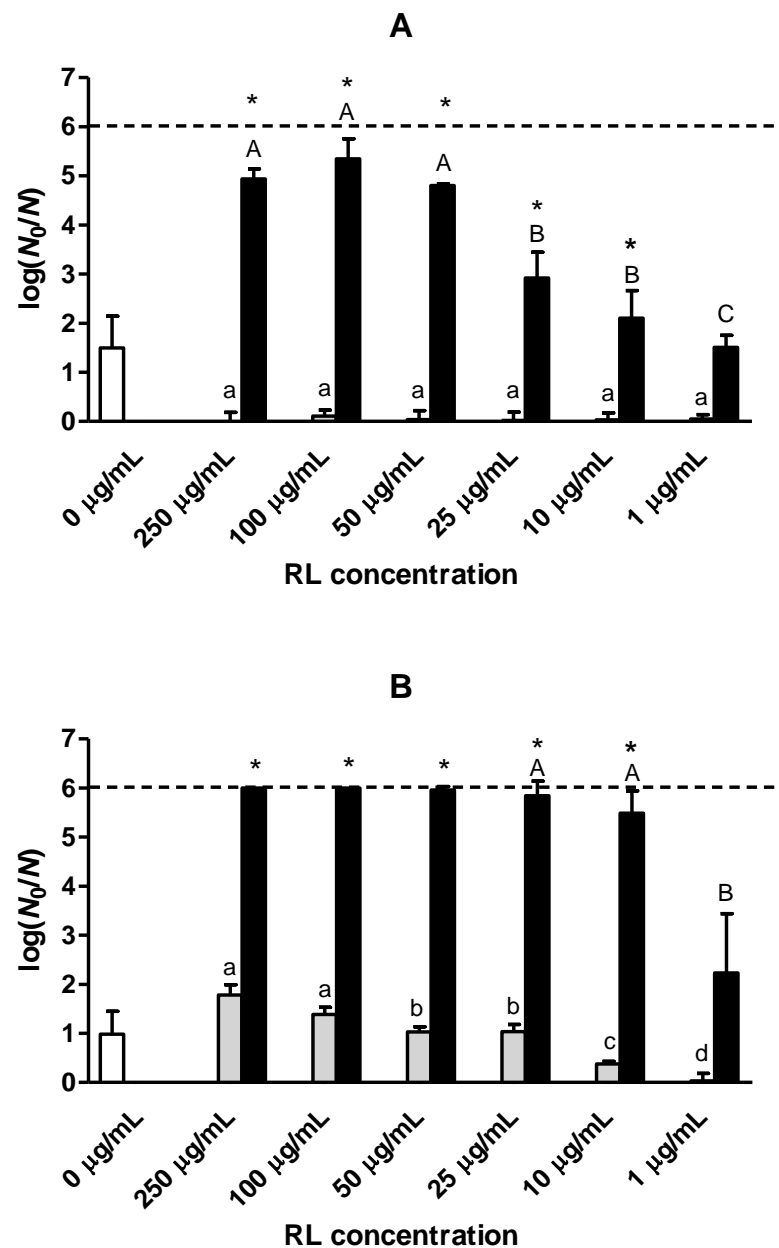 A
7
6
5
4
3
2
1
0
log(N₀/N)
* * * * *
A A A B B C
a a a a a a
0 µg/mL
250 µg/mL
100 µg/mL
50 µg/mL
25 µg/mL
10 µg/mL
1 µg/mL
RL concentration
B
7
6
5
4
3
2
1
0
log(N₀/N)
* * * * *
A A B
a a b b c d
0 µg/mL
250 µg/mL
100 µg/mL
50 µg/mL
25 µg/mL
10 µg/mL
1 µg/mL
RL concentration